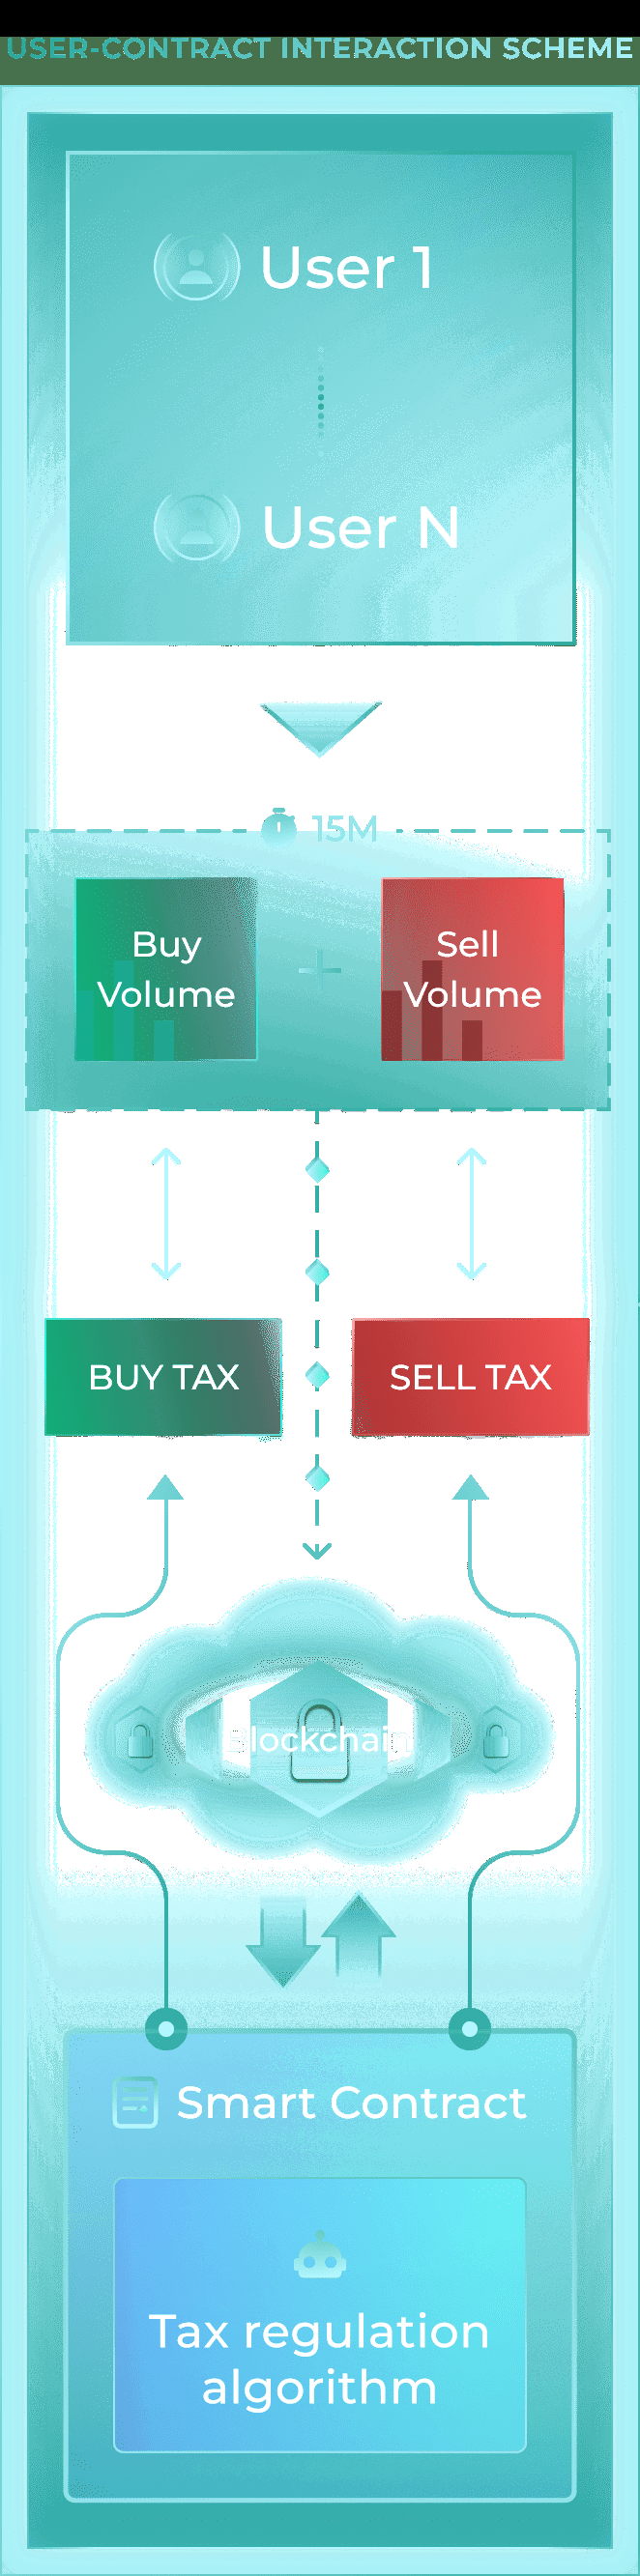 USER-CONTRACT INTERACTION SCHEME
User 1
User N
15M
Buy
Volume
Sell
Volume
BUY TAX
SELL TAX
Blockchain
Smart Contract
Tax regulation
algorithm